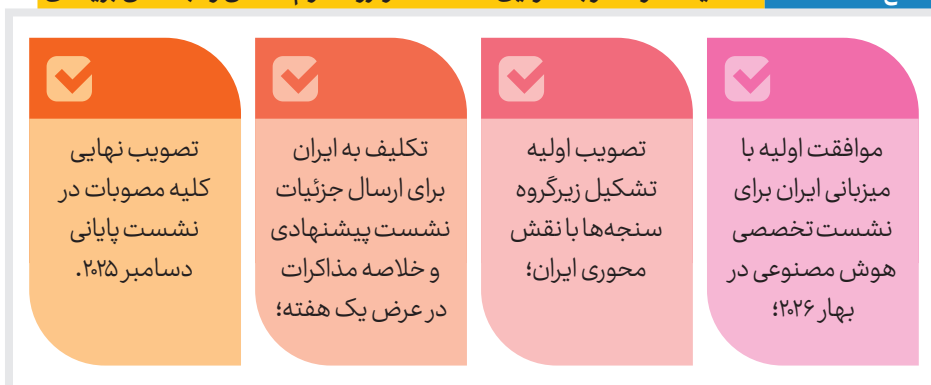 موافقت اولیه با
میزبانی ایران برای
نشست تخصصی
هوش مصنوعی در
بهار ۲۰۲۶؛
تصویب اولیه
تشکیل زیرگروه
سنجه‌ها با نقش
محوری ایران؛
تکلیف به ایران
برای ارسال جزئیات
نشست پیشنهادی
و خلاصه مذاکرات
در عرض یک هفته؛
تصویب نهایی
کلیه مصوبات در
نشست پایانی
دسامبر ۲۰۲۵.